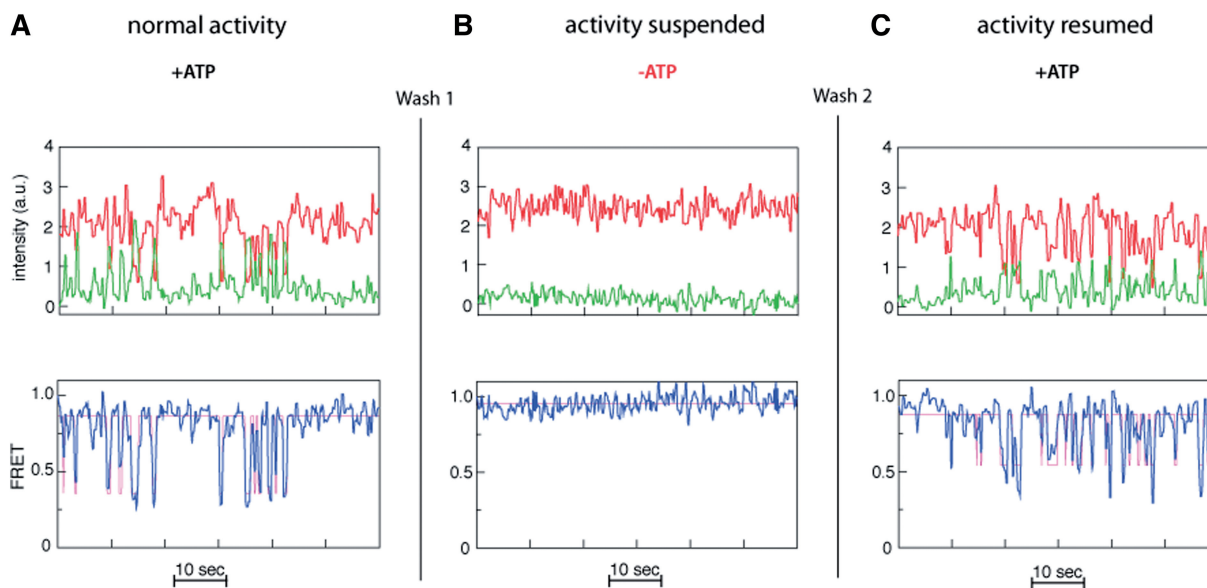 A normal activity
B activity suspended
C activity resumed
+ATP
-ATP
+ATP
Wash 1
Wash 2
intensity (a.u.)
4
3
2
1
0
4
3
2
1
0
4
3
2
1
0
FRET
1.0
0.5
0
1.0
0.5
0
1.0
0.5
0
10 sec
10 sec
10 sec